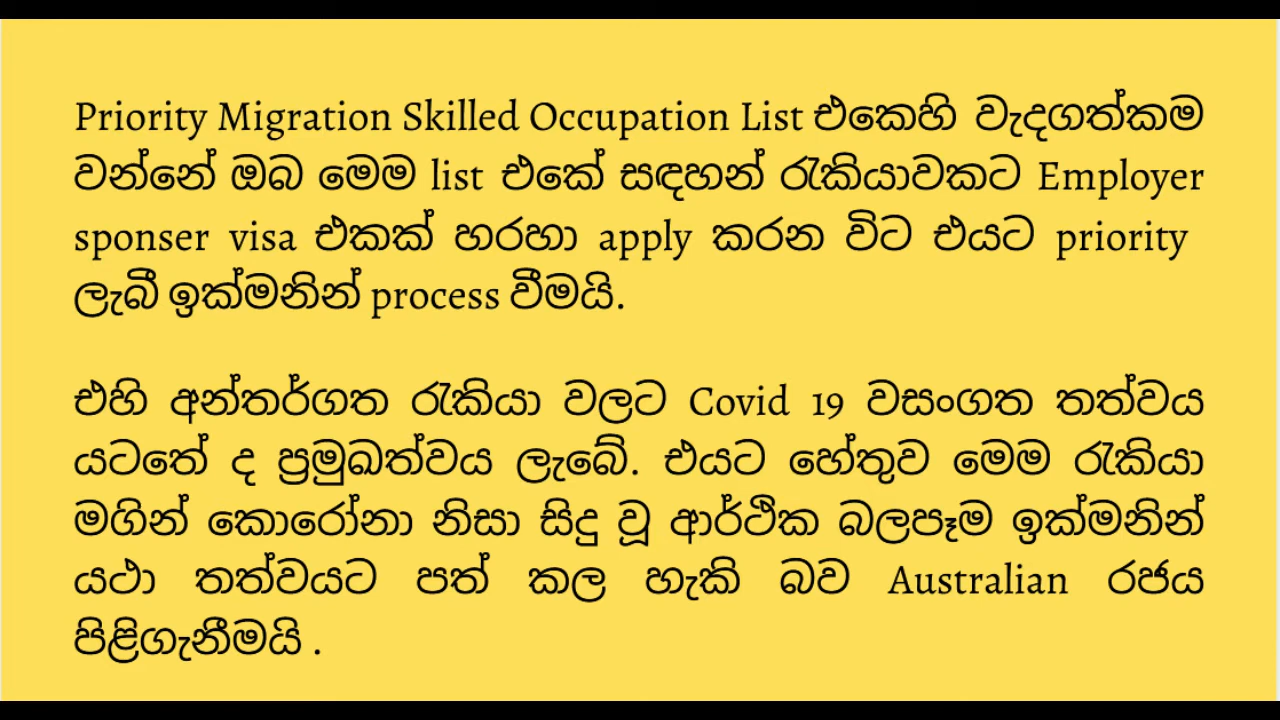 Priority Migration Skilled Occupation List එකෙහි වැදගත්කම
වන්නේ ඔබ මෙම list එකේ සඳහන් රැකියාවකට Employer
sponser visa එකක් හරහා apply කරන විට එයට priority
ලැබී ඉක්මනින් process වීමයි.
එහි අන්තර්ගත රැකියා වලට Covid 19 වසංගත තත්වය
යටතේ ද ප්‍රමුඛත්වය ලැබේ. එයට හේතුව මෙම රැකියා
මගින් කොරෝනා නිසා සිදු වූ ආර්ථික බලපෑම ඉක්මනින්
යථා තත්වයට පත් කල හැකි බව Australian රජය
පිළිගැනීමයි .